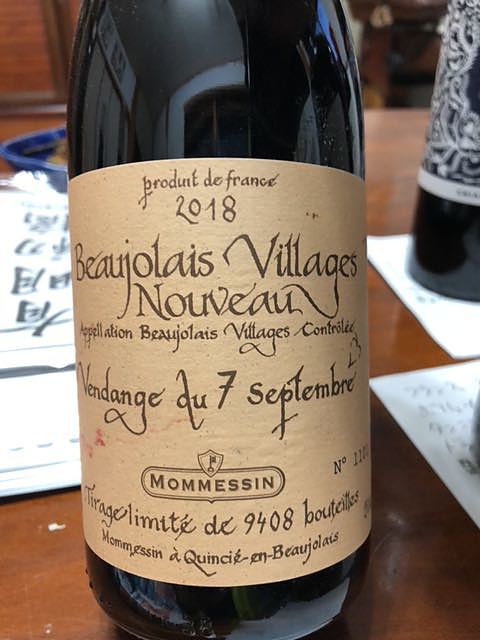 produit de france
2018
Beaujolais Villages
Nouveau
Appellation Beaujolais Villages Contrôlée
Vendange du 7 septembre
N°
MOMMESSIN
Tirage limité de 9408 bouteilles
Mommessin à Quincié-en-Beaujolais